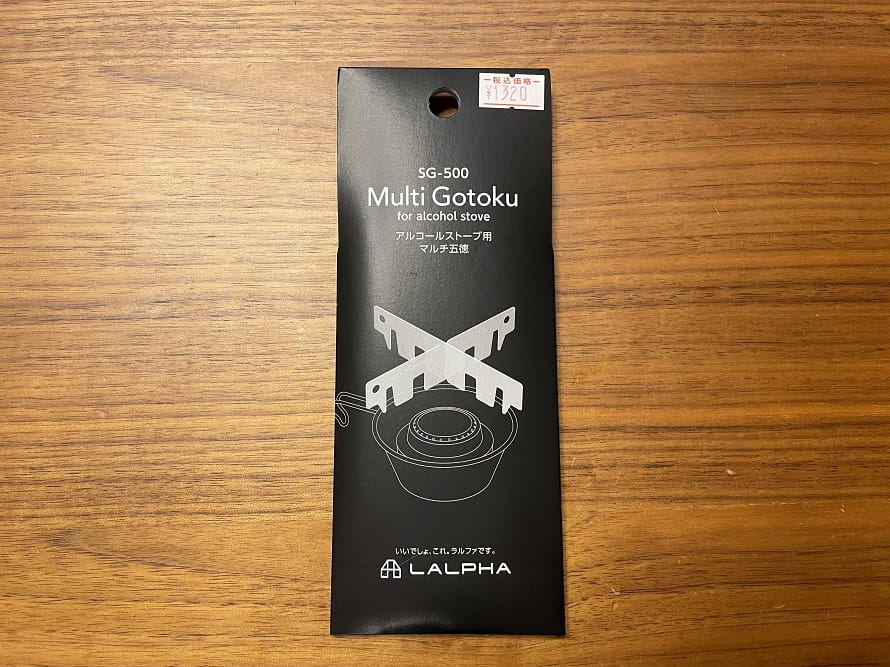 税込価格
¥1320
SG-500
Multi Gotoku
for alcohol stove
アルコールストーブ用
マルチ五徳
いいでしょ、これ。ラルファです。
LALPHA